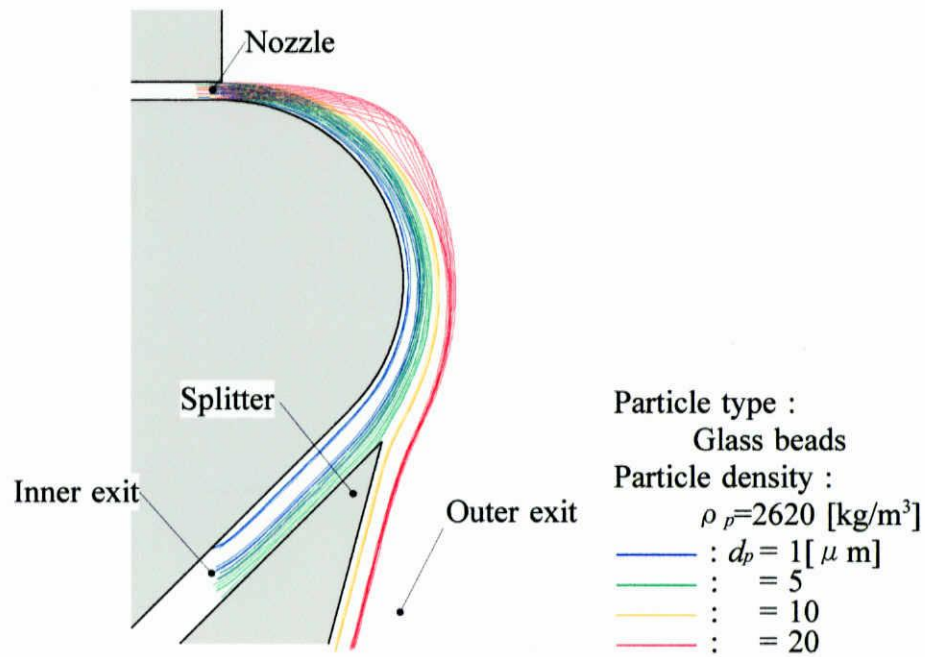 Nozzle
Splitter
Inner exit
Outer exit
Particle type :
Glass beads
Particle density :
ρ p=2620 [kg/m³]
: dp = 1[ μ m]
: = 5
: = 10
: = 20